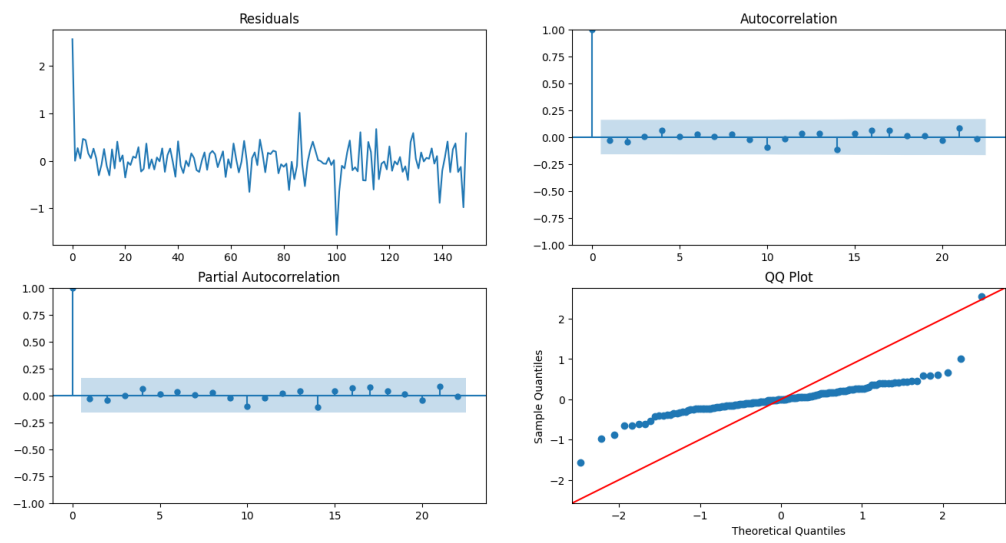 Residuals
2
1
0
−1
0 20 40 60 80 100 120 140
Autocorrelation
1.00
0.75
0.50
0.25
0.00
−0.25
−0.50
−0.75
−1.00
0 5 10 15 20
Partial Autocorrelation
1.00
0.75
0.50
0.25
0.00
−0.25
−0.50
−0.75
−1.00
0 5 10 15 20
QQ Plot
Sample Quantiles
2
1
0
−1
−2
−2 −1 0 1 2
Theoretical Quantiles